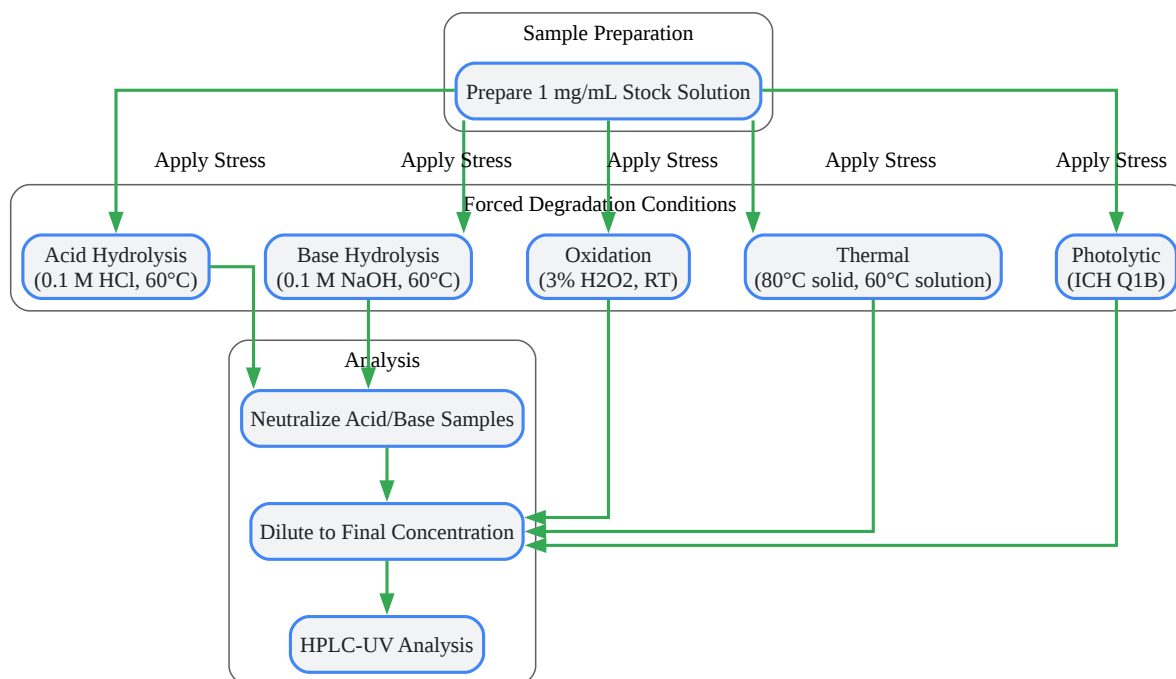 Sample Preparation
Prepare 1 mg/mL Stock Solution
Apply Stress
Apply Stress
Apply Stress
Apply Stress
Apply Stress
Forced Degradation Conditions
Acid Hydrolysis
(0.1 M HCl, 60°C)
Base Hydrolysis
(0.1 M NaOH, 60°C)
Oxidation
(3% H2O2, RT)
Thermal
(80°C solid, 60°C solution)
Photolytic
(ICH Q1B)
Analysis
Neutralize Acid/Base Samples
Dilute to Final Concentration
HPLC-UV Analysis